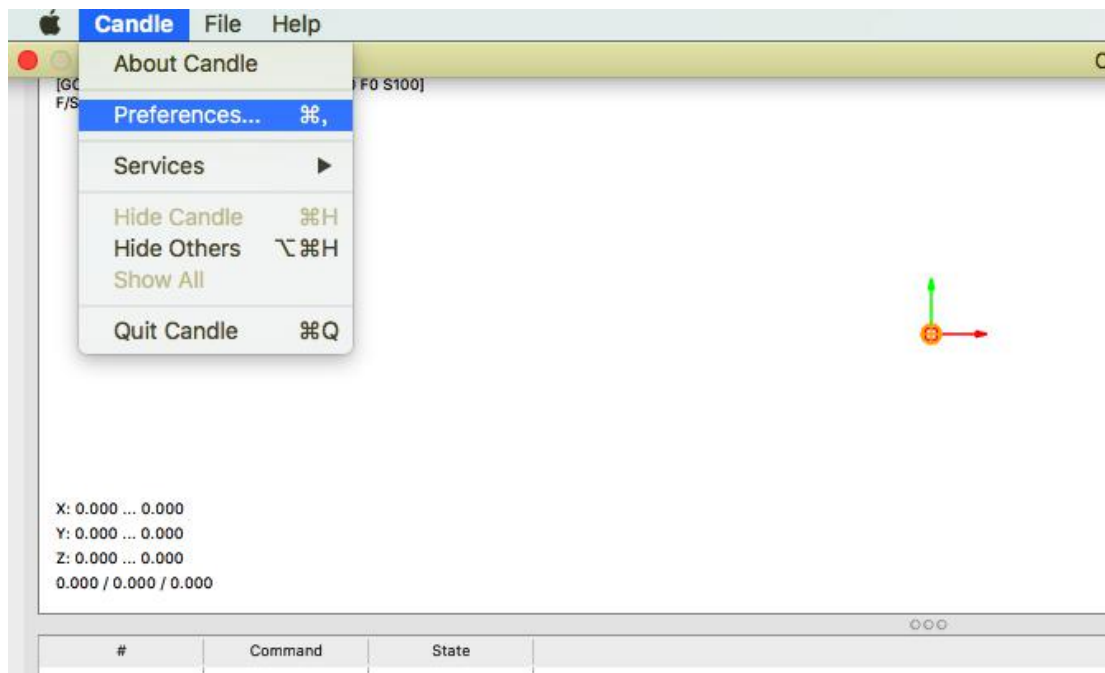 Candle File Help
About Candle
C
[GC F0 S100]
F/S
Preferences... ⌘,
Services ▶
Hide Candle ⌘H
Hide Others ⌥⌘H
Show All
Quit Candle ⌘Q
X: 0.000 ... 0.000
Y: 0.000 ... 0.000
Z: 0.000 ... 0.000
0.000 / 0.000 / 0.000
# Command State